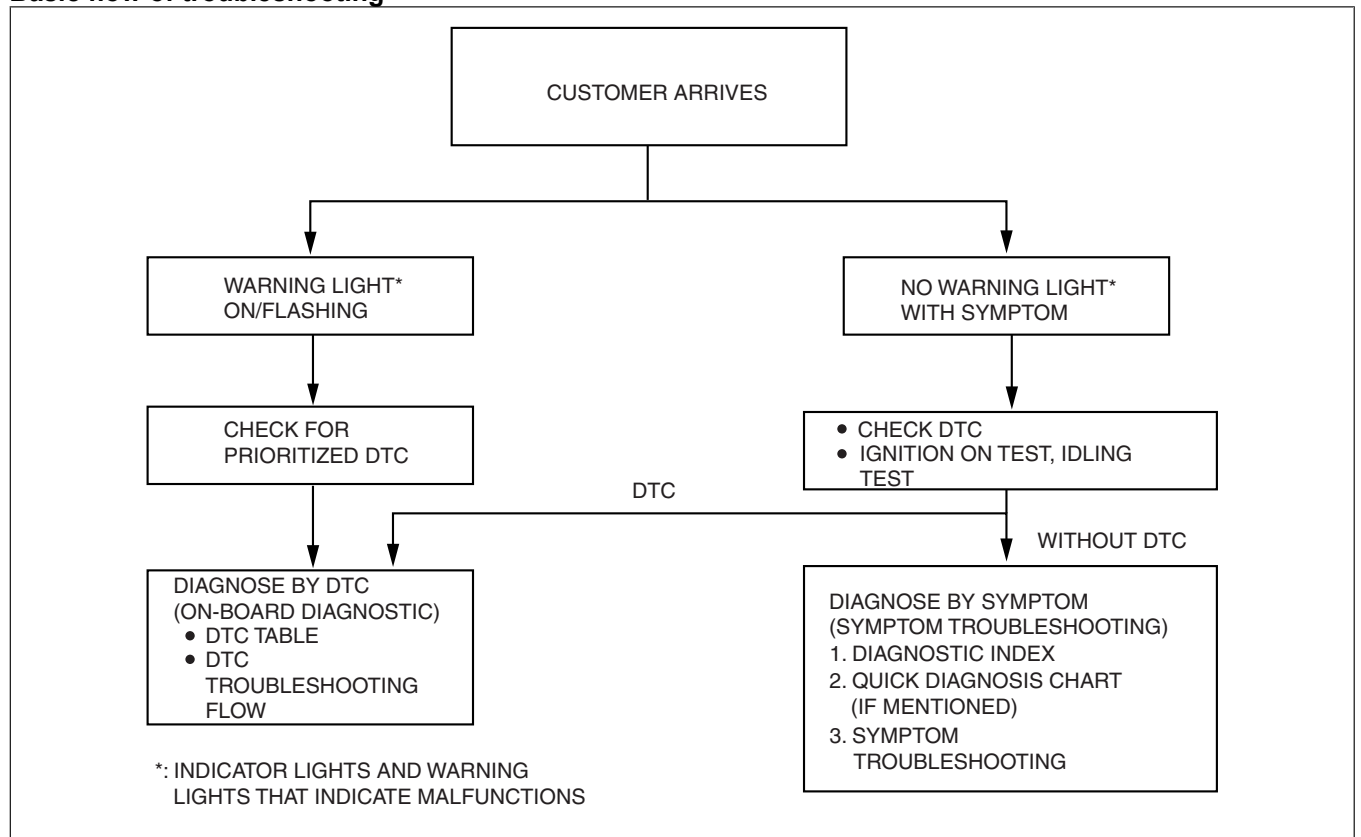 Basic flow of troubleshooting
CUSTOMER ARRIVES
WARNING LIGHT*
ON/FLASHING
NO WARNING LIGHT*
WITH SYMPTOM
CHECK FOR
PRIORITIZED DTC
• CHECK DTC
• IGNITION ON TEST, IDLING
TEST
DTC
WITHOUT DTC
DIAGNOSE BY DTC
(ON-BOARD DIAGNOSTIC)
• DTC TABLE
• DTC
TROUBLESHOOTING
FLOW
DIAGNOSE BY SYMPTOM
(SYMPTOM TROUBLESHOOTING)
1. DIAGNOSTIC INDEX
2. QUICK DIAGNOSIS CHART
(IF MENTIONED)
3. SYMPTOM
TROUBLESHOOTING
*: INDICATOR LIGHTS AND WARNING
LIGHTS THAT INDICATE MALFUNCTIONS